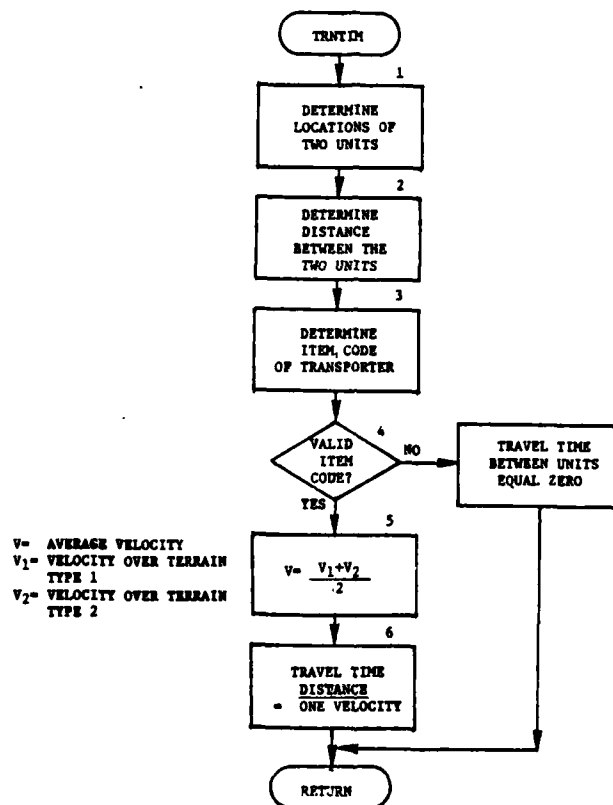 TRNTIM
1
DETERMINE
LOCATIONS OF
TWO UNITS
2
DETERMINE
DISTANCE
BETWEEN THE
TWO UNITS
3
DETERMINE
ITEM, CODE
OF TRANSPORTER
4
VALID
ITEM
CODE?
NO
TRAVEL TIME
BETWEEN UNITS
EQUAL ZERO
YES
5
V= AVERAGE VELOCITY
V1= VELOCITY OVER TERRAIN
TYPE 1
V2= VELOCITY OVER TERRAIN
TYPE 2
V= V1+V2
2
6
TRAVEL TIME
DISTANCE
= ONE VELOCITY
RETURN